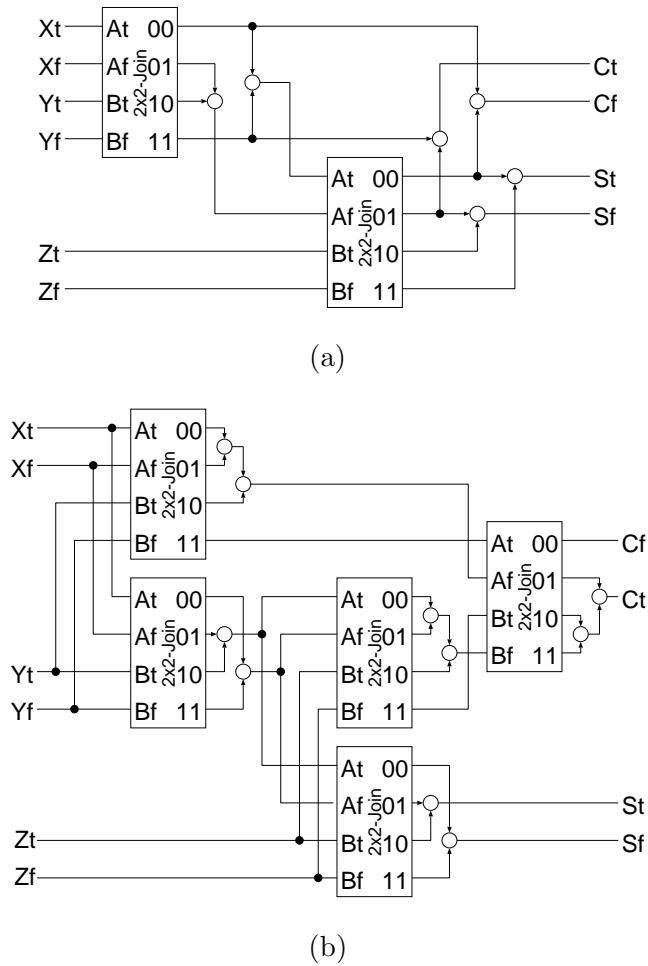 Xt At 00
Xf Af 01 Ct
Yt Bt 10 Cf
Yf Bf 11
2x2-Join
At 00 St
Af 01 Sf
Zt Bt 10
Zf Bf 11
2x2-Join
(a)
Xt At 00
Xf Af 01
Bt 10
Bf 11
2x2-Join
At 00 Cf
Af 01 Ct
Bt 10
Bf 11
2x2-Join
At 00
Af 01
Yt Bt 10
Yf Bf 11
2x2-Join
At 00
Af 01
Bt 10
Bf 11
2x2-Join
At 00
Af 01 St
Zt Bt 10 Sf
Zf Bf 11
2x2-Join
(b)